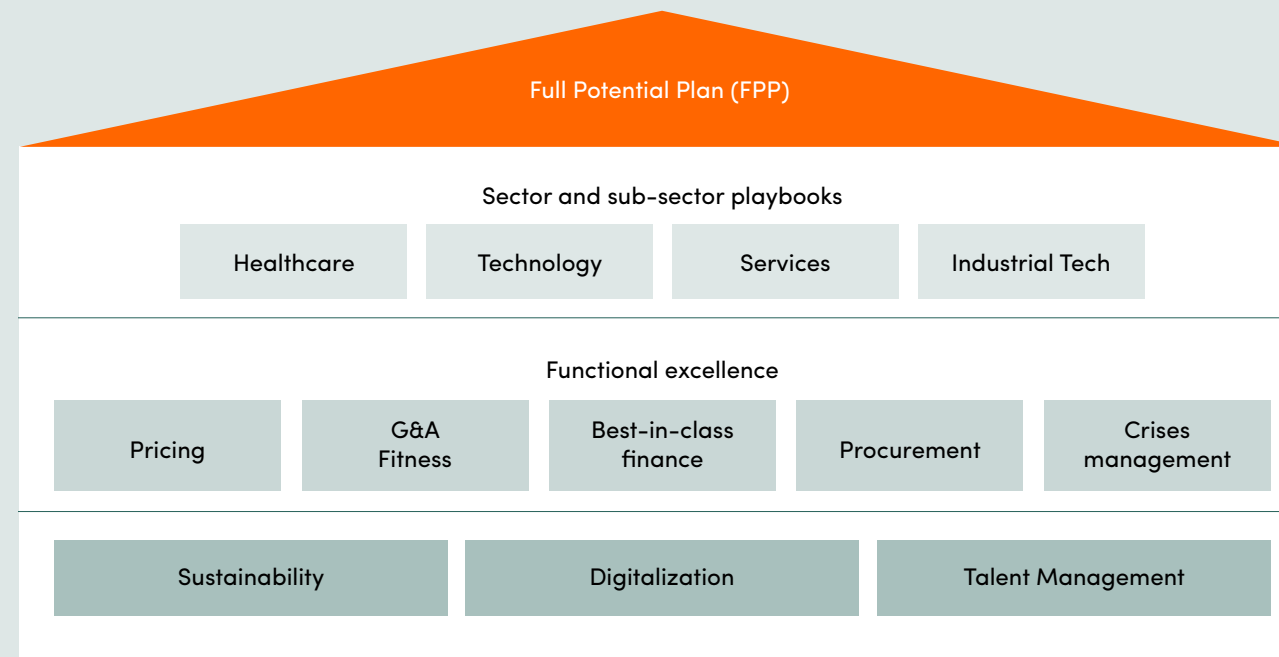 Full Potential Plan (FPP)
Sector and sub-sector playbooks
Healthcare
Technology
Services
Industrial Tech
Functional excellence
Pricing
G&A
Fitness
Best-in-class
finance
Procurement
Crises
management
Sustainability
Digitalization
Talent Management